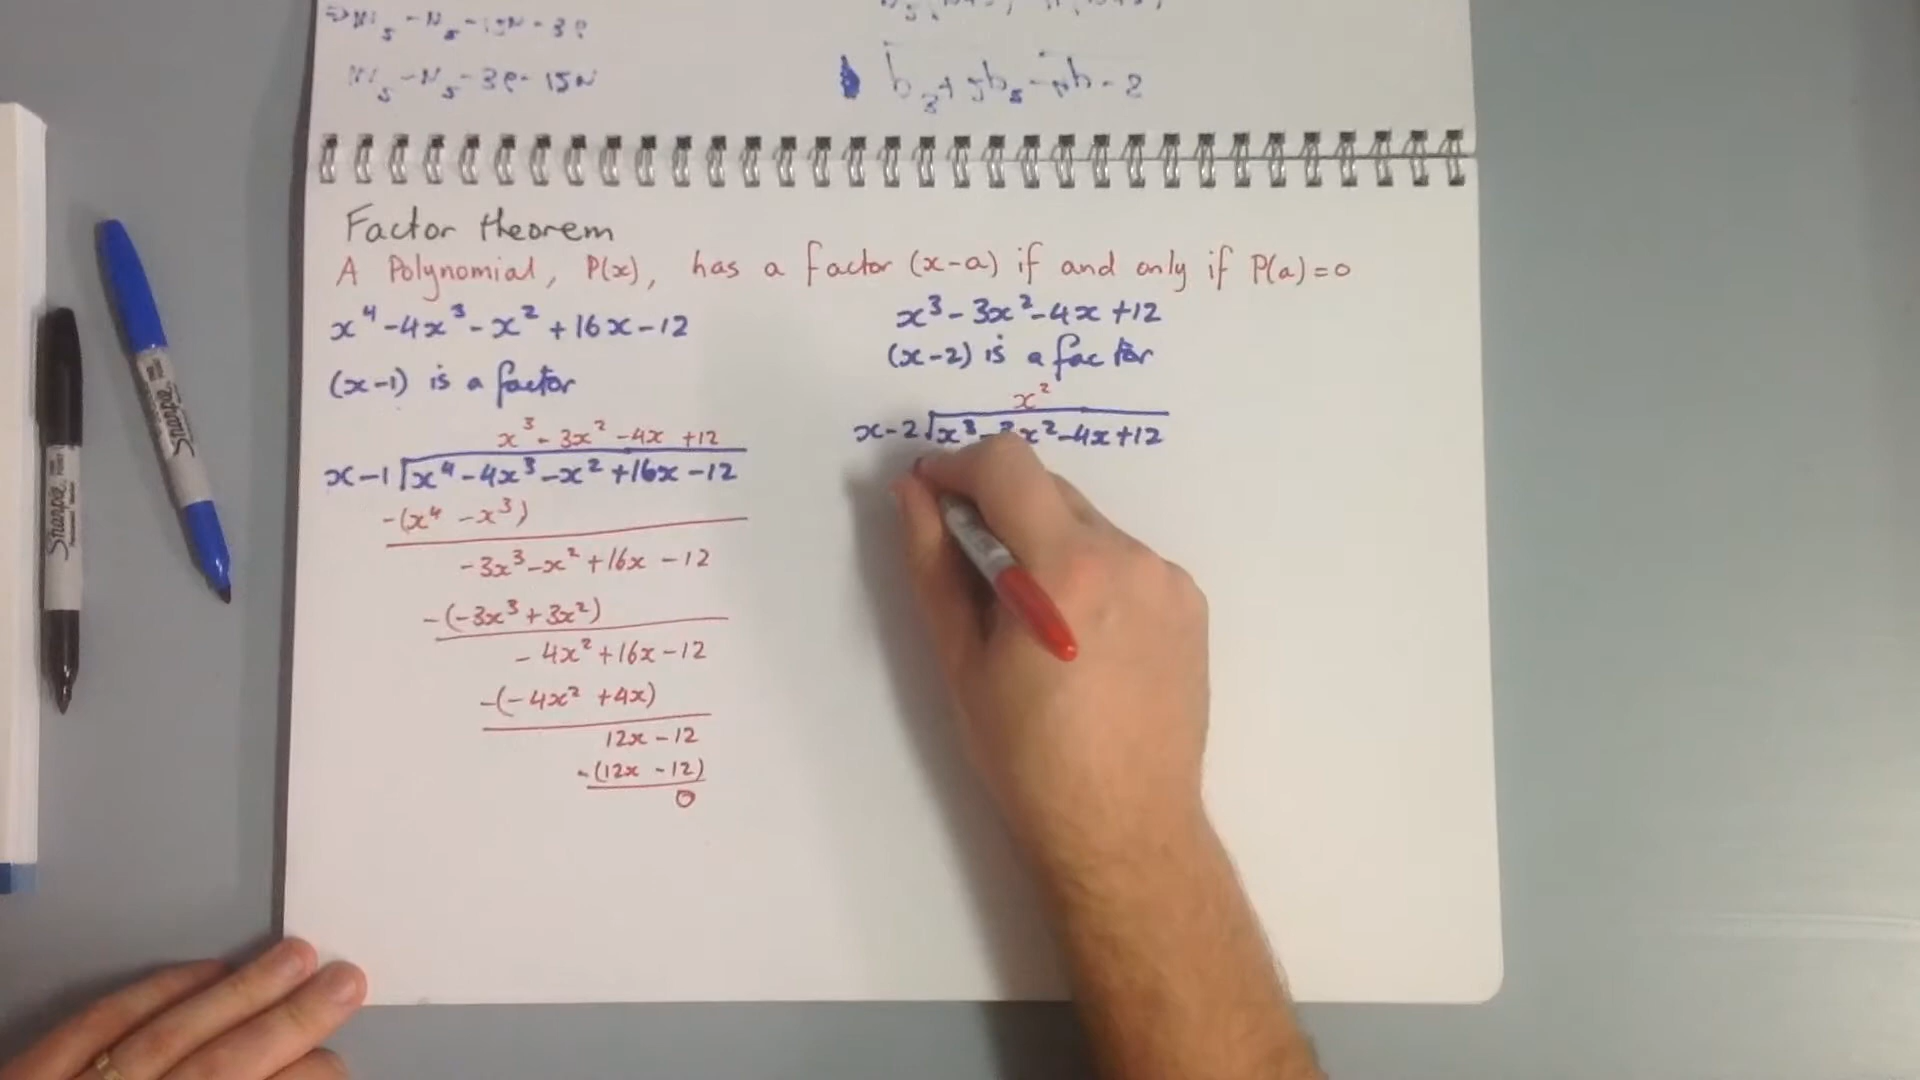 Factor theorem
A Polynomial, P(x), has a factor (x-a) if and only if P(a)=0
x⁴-4x³-x²+16x-12
(x-1) is a factor
x³-3x²-4x+12
x-1√x⁴-4x³-x²+16x-12
-(x⁴-x³)
-3x³-x²+16x-12
-(-3x³+3x²)
-4x²+16x-12
-(-4x²+4x)
12x-12
-(12x-12)
0
x³-3x²-4x+12
(x-2) is a factor
x²
x-2√x³-3x²-4x+12
Sharpie
Sharpie